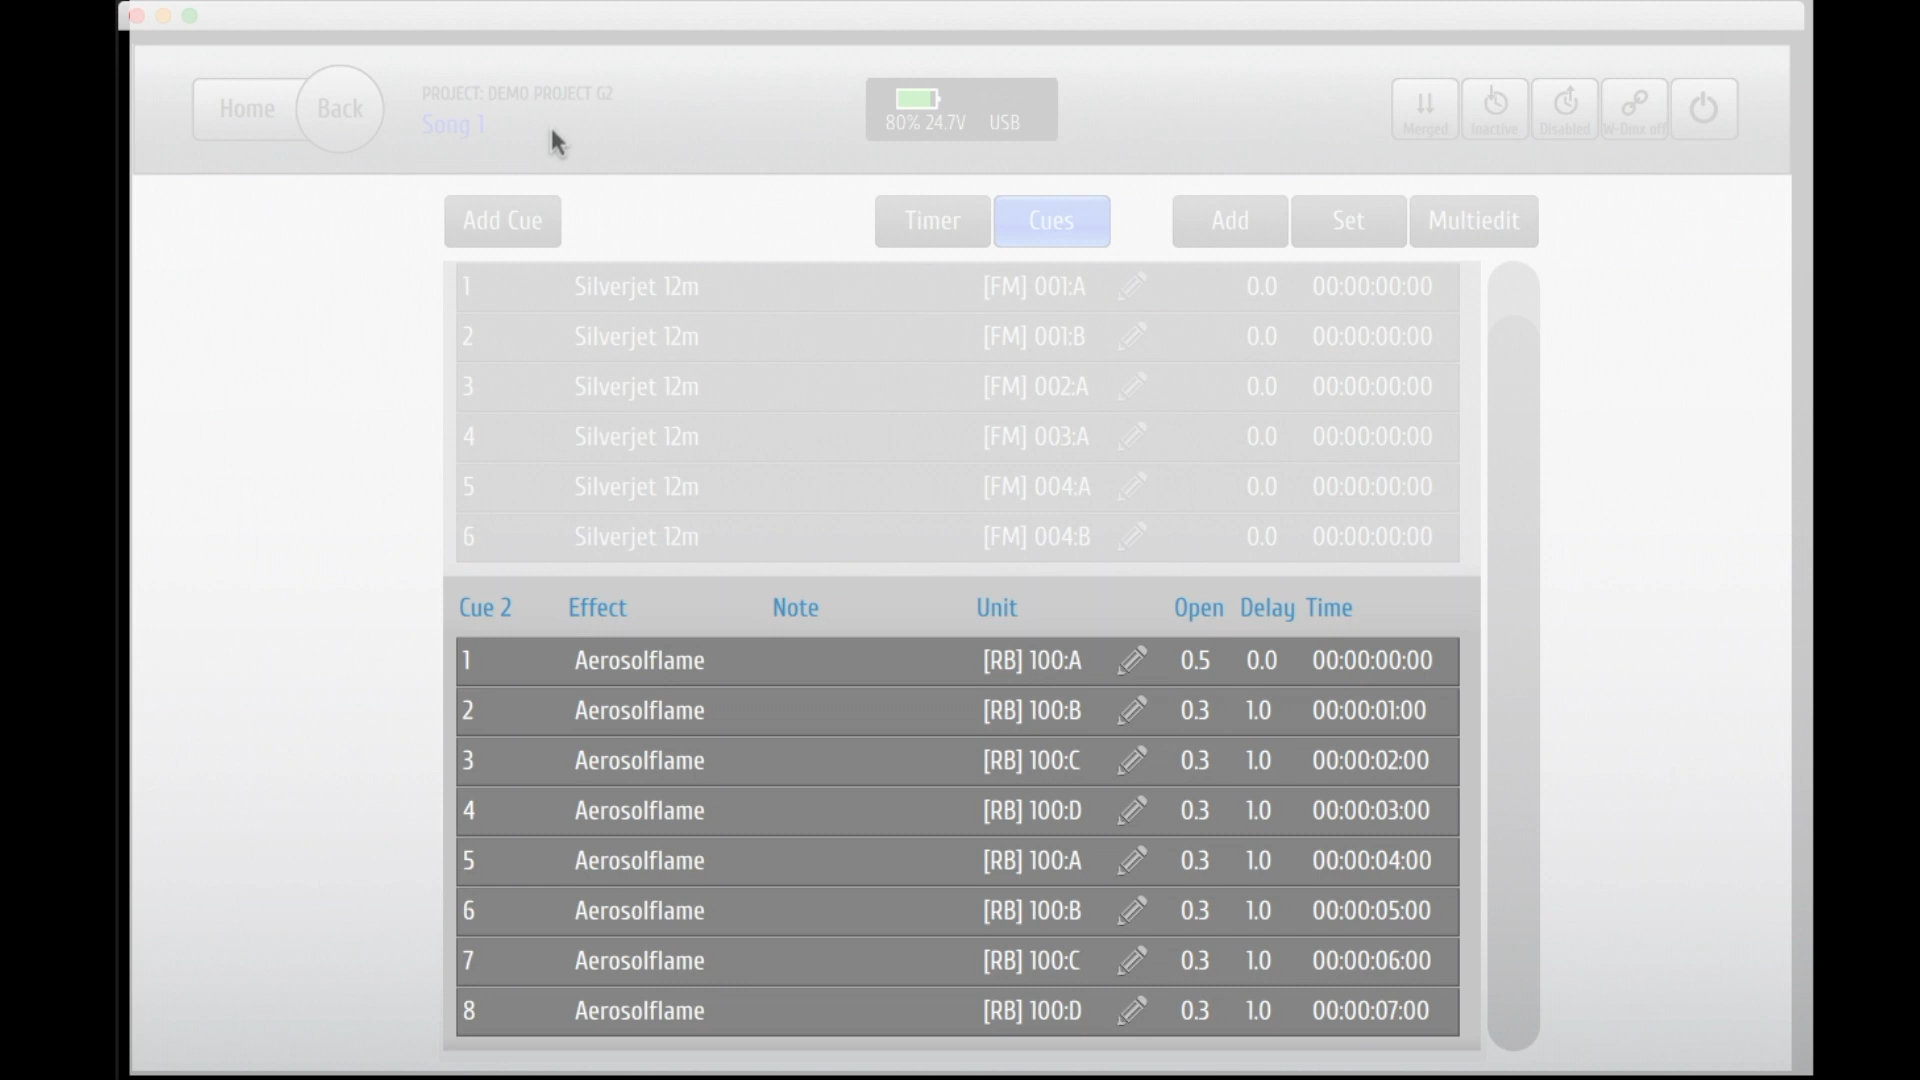 Home
Back
PROJECT: DEMO PROJECT G2
Song 1
80% 24.7V USB
Merged
Inactive
Disabled
W-Dmx off
Add Cue
Timer
Cues
Add
Set
Multiedit
1 Silverjet 12m [FM] 001:A 0.0 00:00:00:00
2 Silverjet 12m [FM] 001:B 0.0 00:00:00:00
3 Silverjet 12m [FM] 002:A 0.0 00:00:00:00
4 Silverjet 12m [FM] 003:A 0.0 00:00:00:00
5 Silverjet 12m [FM] 004:A 0.0 00:00:00:00
6 Silverjet 12m [FM] 004:B 0.0 00:00:00:00
Cue 2 Effect Note Unit Open Delay Time
1 Aerosolflame [RB] 100:A 0.5 0.0 00:00:00:00
2 Aerosolflame [RB] 100:B 0.3 1.0 00:00:01:00
3 Aerosolflame [RB] 100:C 0.3 1.0 00:00:02:00
4 Aerosolflame [RB] 100:D 0.3 1.0 00:00:03:00
5 Aerosolflame [RB] 100:A 0.3 1.0 00:00:04:00
6 Aerosolflame [RB] 100:B 0.3 1.0 00:00:05:00
7 Aerosolflame [RB] 100:C 0.3 1.0 00:00:06:00
8 Aerosolflame [RB] 100:D 0.3 1.0 00:00:07:00